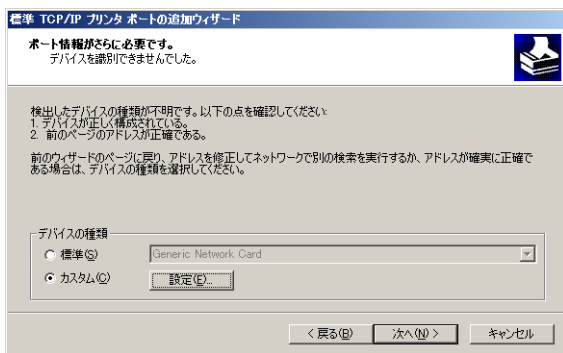 標準 TCP/IP プリンタ ポートの追加ウィザード
ポート情報がさらに必要です。
デバイスを識別できませんでした。
検出したデバイスの種類が不明です。以下の点を確認してください:
1. デバイスが正しく構成されている。
2. 前のページのアドレスが正確である。
前のウィザードのページに戻り、アドレスを修正してネットワークで別の検索を実行するか、アドレスが確実に正確で
ある場合は、デバイスの種類を選択してください。
デバイスの種類
標準(S)
Generic Network Card
カスタム(C)
設定(E)...
< 戻る(B)
次へ(N) >
キャンセル